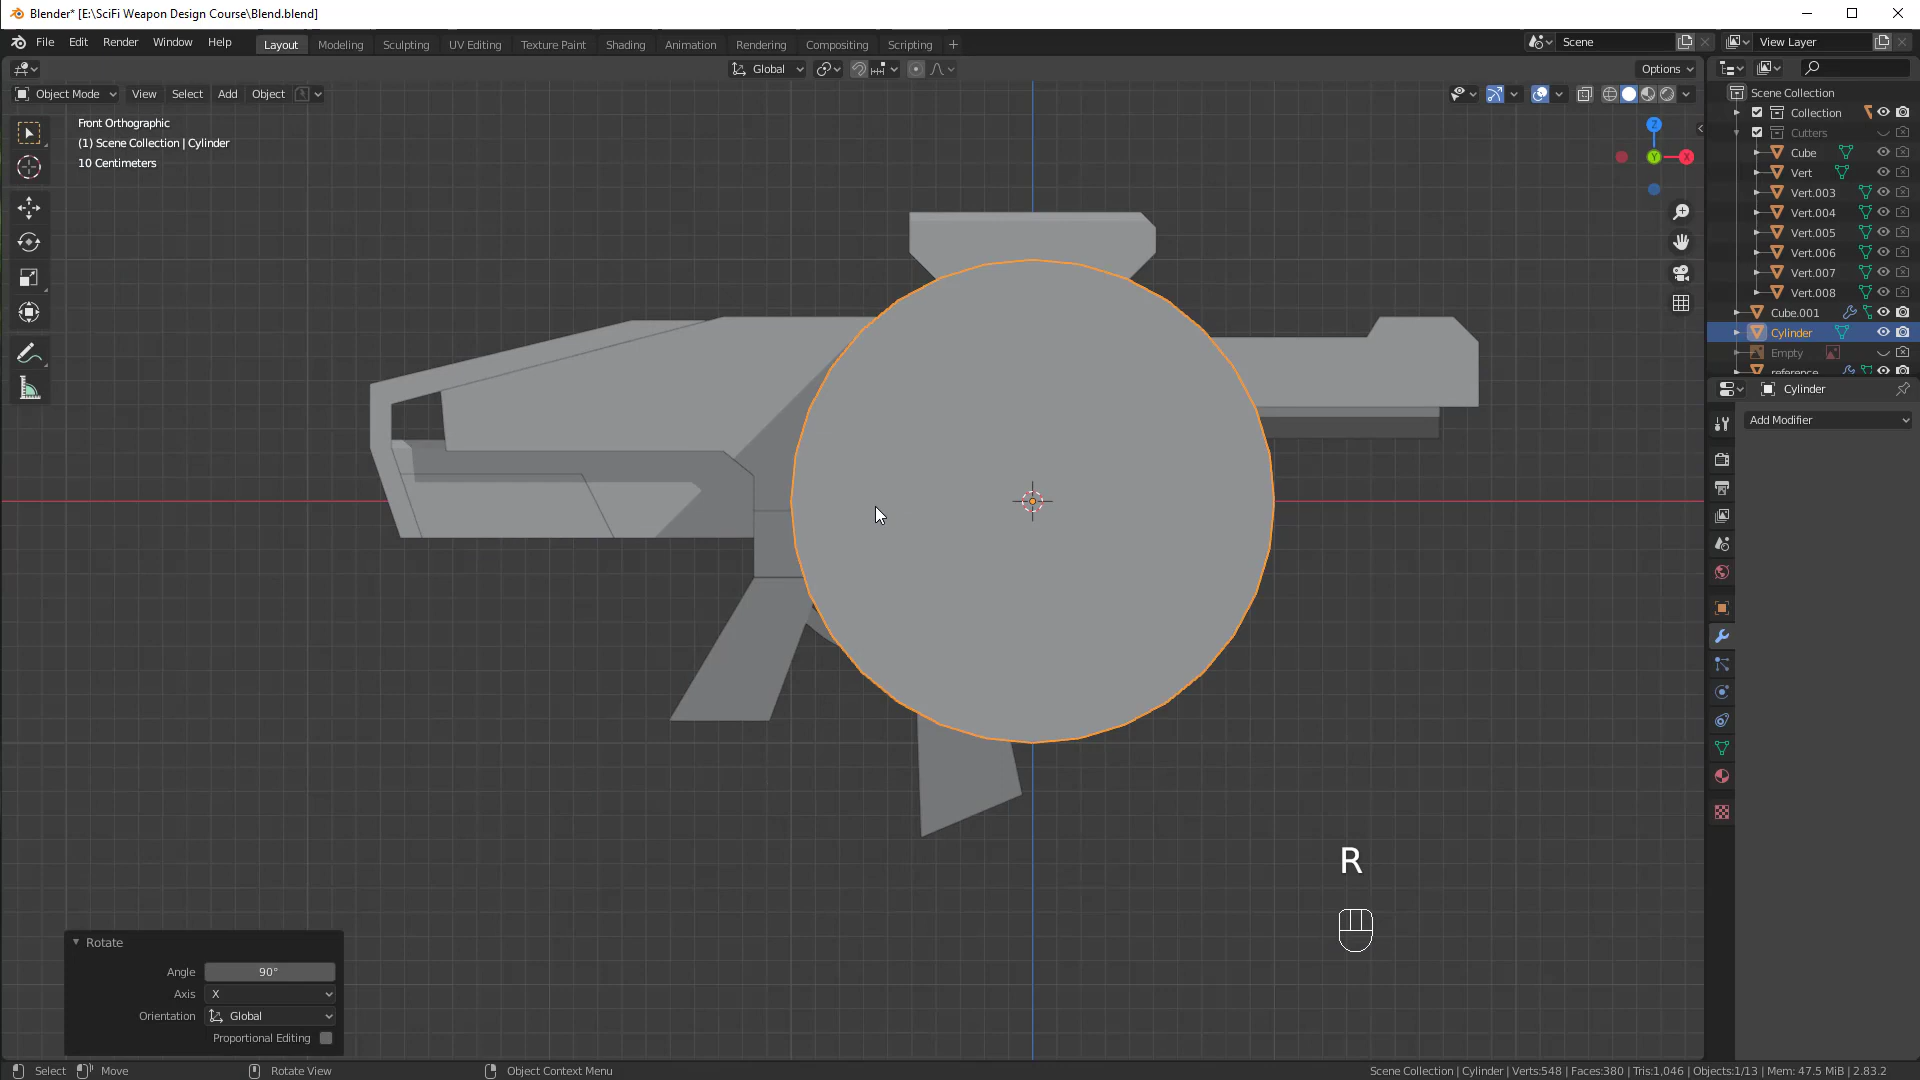 Blender* [E:\SciFi Weapon Design Course\Blend.blend]
File Edit Render Window Help Layout Modeling Sculpting UV Editing Texture Paint Shading Animation Rendering Compositing Scripting + Scene View Layer
Global Options
Object Mode View Select Add Object
Front Orthographic
(1) Scene Collection | Cylinder
10 Centimeters
Z
Y
X
Scene Collection
Collection
Cutters
Cube
Vert
Vert.003
Vert.004
Vert.005
Vert.006
Vert.007
Vert.008
Cube.001
Cylinder
Empty
reference
Cylinder
Add Modifier
R
Rotate
Angle 90°
Axis X
Orientation Global
Proportional Editing
Select Move Rotate View Object Context Menu Scene Collection | Cylinder | Verts:548 | Faces:380 | Tris:1,046 | Objects:1/13 | Mem: 47.5 MiB | 2.83.2